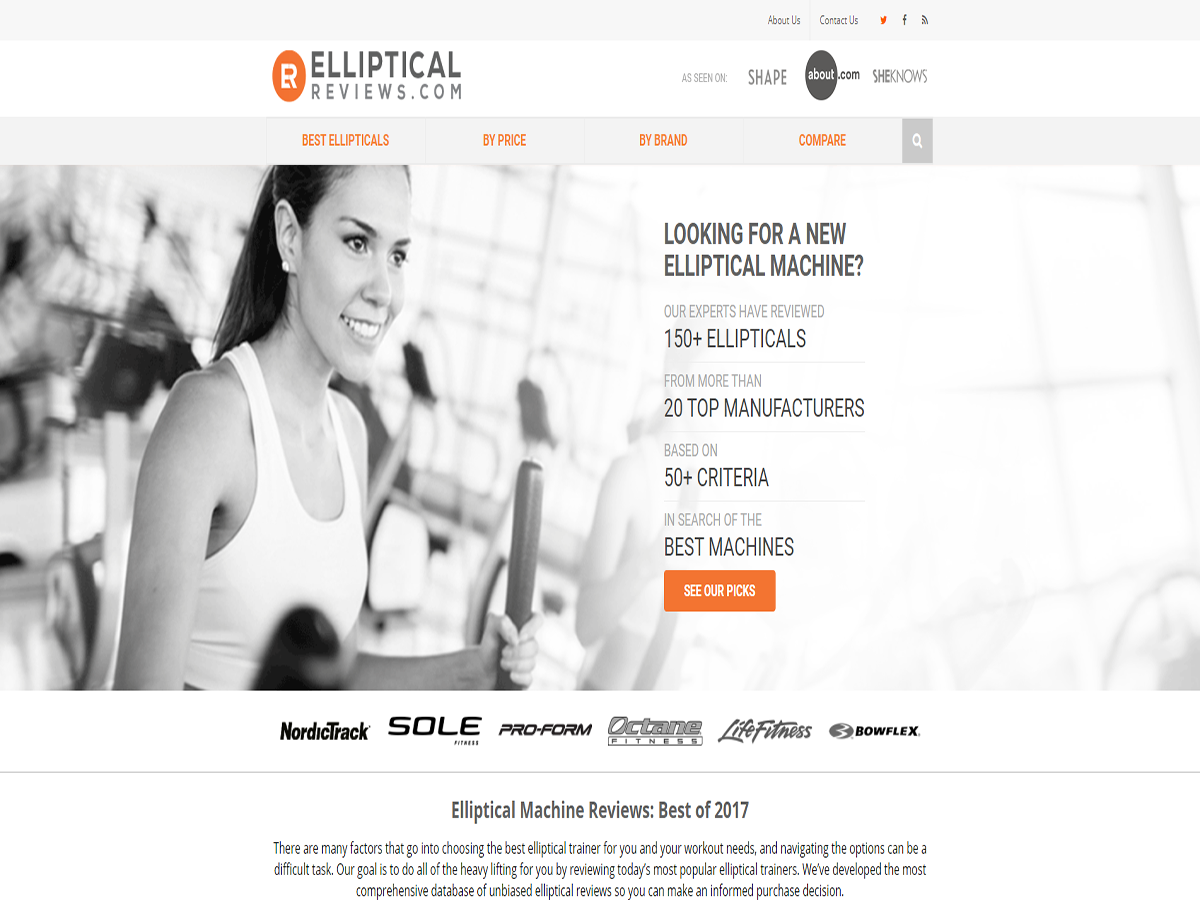 About Us
Contact Us
R ELLIPTICAL
REVIEWS.COM
AS SEEN ON:
SHAPE
about.com
SHEKNOWS
BEST ELLIPTICALS
BY PRICE
BY BRAND
COMPARE
LOOKING FOR A NEW
ELLIPTICAL MACHINE?
OUR EXPERTS HAVE REVIEWED
150+ ELLIPTICALS
FROM MORE THAN
20 TOP MANUFACTURERS
BASED ON
50+ CRITERIA
IN SEARCH OF THE
BEST MACHINES
SEE OUR PICKS
NordicTrack
SOLE
FITNESS
PRO-FORM
Octane
FITNESS
LifeFitness
BOWFLEX
Elliptical Machine Reviews: Best of 2017
There are many factors that go into choosing the best elliptical trainer for you and your workout needs, and navigating the options can be a
difficult task. Our goal is to do all of the heavy lifting for you by reviewing today's most popular elliptical trainers. We've developed the most
comprehensive database of unbiased elliptical reviews so you can make an informed purchase decision.